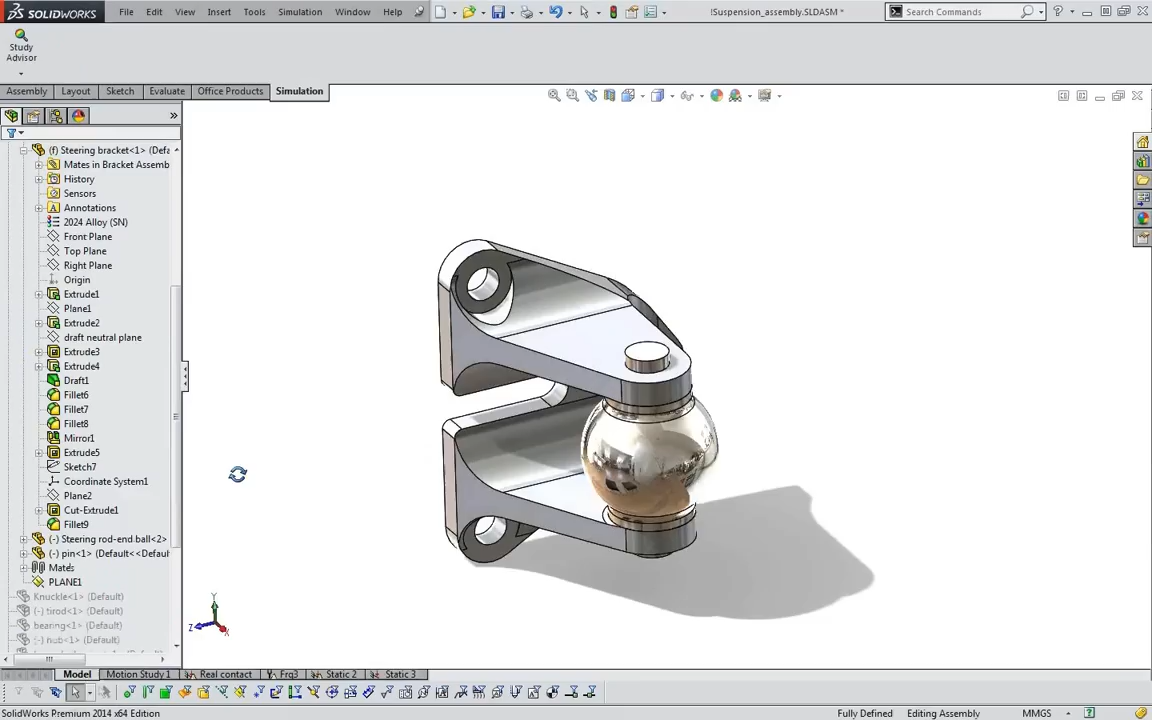 SOLIDWORKS File Edit View Insert Tools Simulation Window Help !Suspension_assembly.SLDASM * Search Commands
Study
Advisor
Assembly Layout Sketch Evaluate Office Products Simulation
(f) Steering bracket<1> (Defa
Mates in Bracket Assemb
History
Sensors
Annotations
2024 Alloy (SN)
Front Plane
Top Plane
Right Plane
Origin
Extrude1
Plane1
Extrude2
draft neutral plane
Extrude3
Extrude4
Draft1
Fillet6
Fillet7
Fillet8
Mirror1
Extrude5
Sketch7
Coordinate System1
Plane2
Cut-Extrude1
Fillet9
(-) Steering rod-end ball<2>
(-) pin<1> (Default<<Defaul
Mates
PLANE1
Knuckle<1> (Default)
(-) tirod<1> (Default)
bearing<1> (Default)
(-) hub<1> (Default)
Y
Z
X
Model Motion Study 1 Real contact Frq3 Static 2 Static 3
SolidWorks Premium 2014 x64 Edition Fully Defined Editing Assembly MMGS